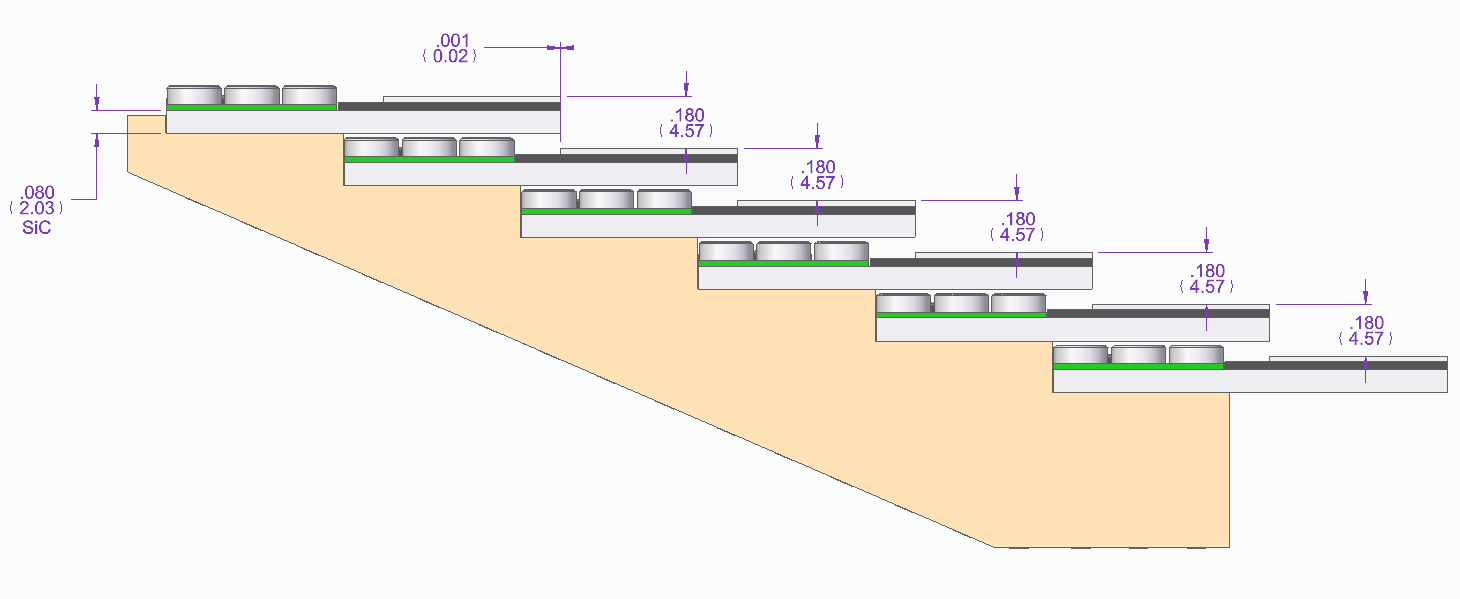 .001
( 0.02 )
.180
( 4.57 )
.180
( 4.57 )
.080
( 2.03 )
SiC
.180
( 4.57 )
.180
( 4.57 )
.180
( 4.57 )